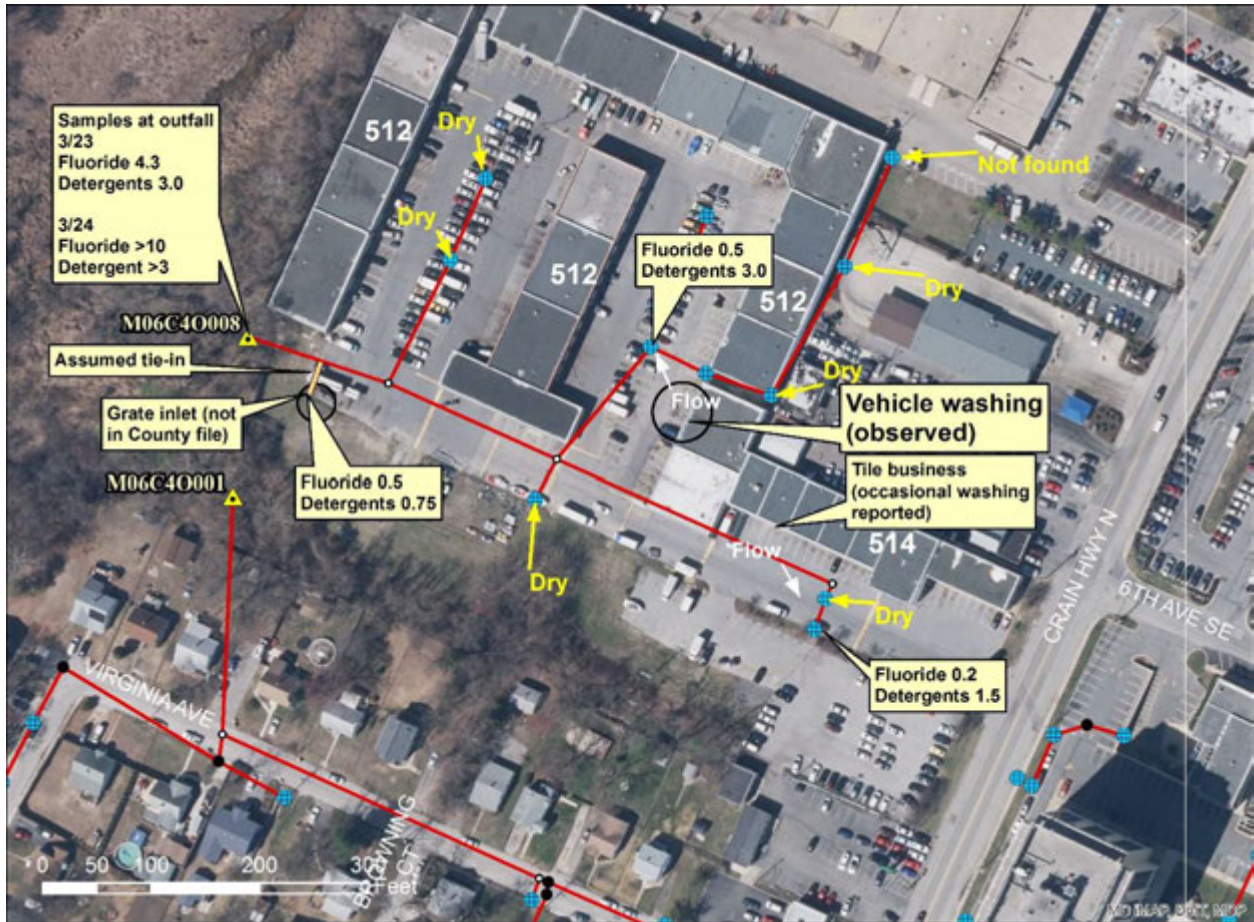 Samples at outfall
3/23
Fluoride 4.3
Detergents 3.0
3/24
Fluoride >10
Detergent >3
512
Dry
Not found
Dry
Fluoride 0.5
Detergents 3.0
512
512
Dry
M06C4O008
Assumed tie-in
Dry
Grate inlet (not
in County file)
Flow
Vehicle washing
(observed)
M06C4O001
Fluoride 0.5
Detergents 0.75
Tile business
(occasional washing
reported)
514
Flow
Dry
Dry
CRAIN HWY N
6TH AVE SE
Fluoride 0.2
Detergents 1.5
VIRGINIA AVE
BROWNING CT
0 50 100 200 300
Feet